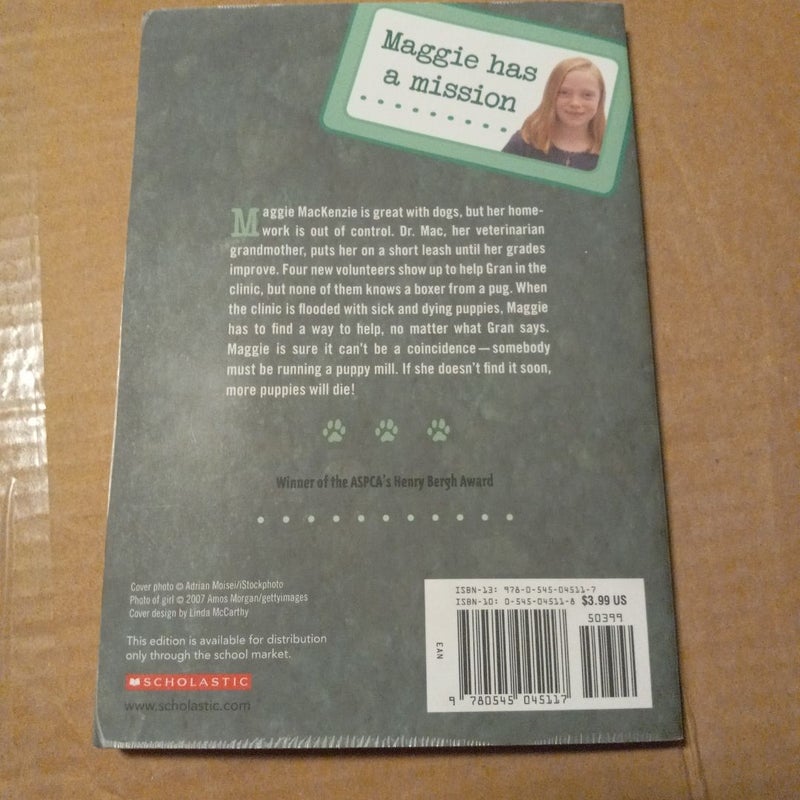 Maggie has
a mission
Maggie MacKenzie is great with dogs, but her home-
work is out of control. Dr. Mac, her veterinarian
grandmother, puts her on a short leash until her grades
improve. Four new volunteers show up to help Gran in the
clinic, but none of them knows a boxer from a pug. When
the clinic is flooded with sick and dying puppies, Maggie
has to find a way to help, no matter what Gran says.
Maggie is sure it can't be a coincidence—somebody
must be running a puppy mill. If she doesn't find it soon,
more puppies will die!
Winner of the ASPCA's Henry Bergh Award
Cover photo © Adrian Moisei/iStockphoto
Photo of girl © 2007 Amos Morgan/gettyimages
Cover design by Linda McCarthy
This edition is available for distribution
only through the school market.
SCHOLASTIC
www.scholastic.com
ISBN-13: 978-0-545-04511-7
ISBN-10: 0-545-04511-8 $3.99 US
50399
EAN
9 780545 045117